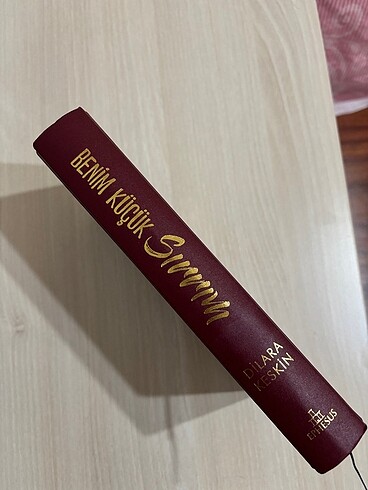 BENİM KÜÇÜK
Sırrım
DİLARA
KESKİN
EPHESUS